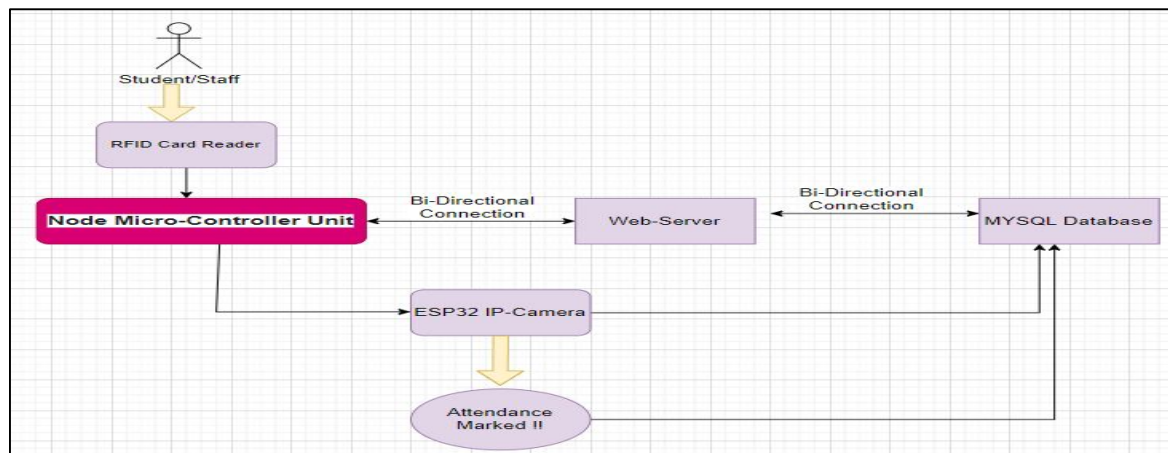 Student/Staff
RFID Card Reader
Bi-Directional
Connection
Bi-Directional
Connection
Node Micro-Controller Unit
Web-Server
MYSQL Database
ESP32 IP-Camera
Attendance
Marked !!